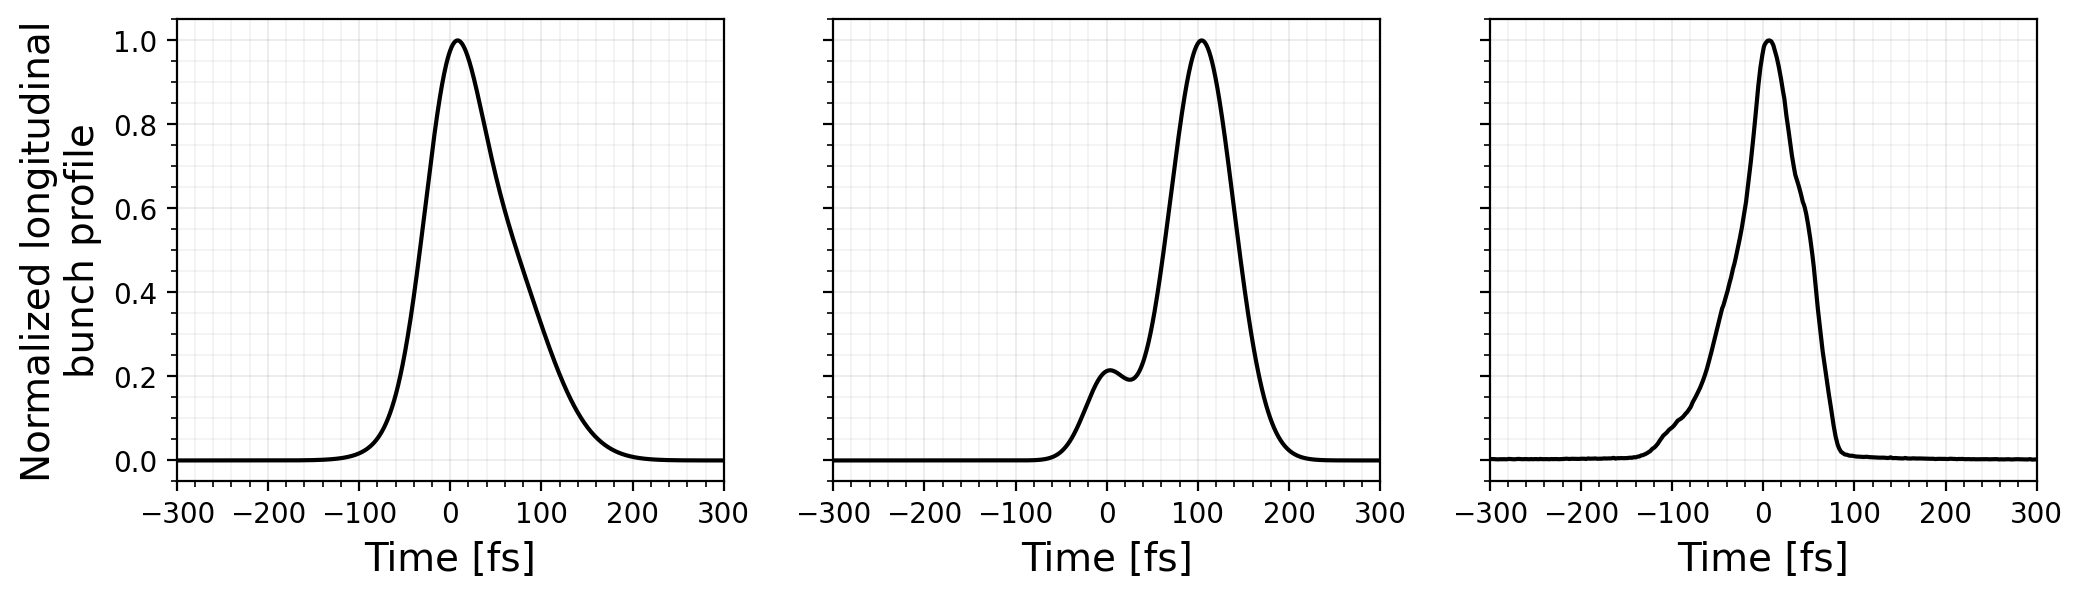 Normalized longitudinal
bunch profile
1.0
0.8
0.6
0.4
0.2
0.0
−300 −200 −100 0 100 200 300
−300 −200 −100 0 100 200 300
−300 −200 −100 0 100 200 300
Time [fs]
Time [fs]
Time [fs]